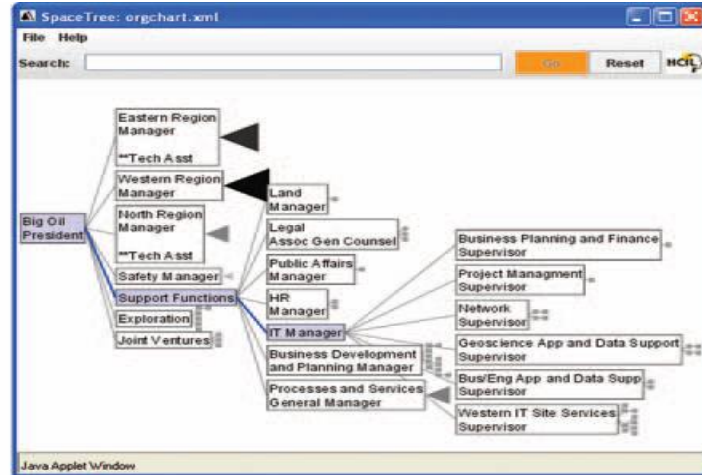 SpaceTree: orgchart.xml
File Help
Search:
Go
Reset
HCIL
Eastern Region
Manager
**Tech Asst
Western Region
Manager
North Region
Manager
**Tech Asst
Big Oil
President
Safety Manager
Support Functions
Exploration
Joint Ventures
Land
Manager
Legal
Assoc Gen Counsel
Public Affairs
Manager
HR
Manager
IT Manager
Business Development
and Planning Manager
Processes and Services
General Manager
Business Planning and Finance
Supervisor
Project Managment
Supervisor
Network
Supervisor
Geoscience App and Data Support
Supervisor
Bus/Eng App and Data Supp
Supervisor
Western IT Site Services
Supervisor
Java Applet Window